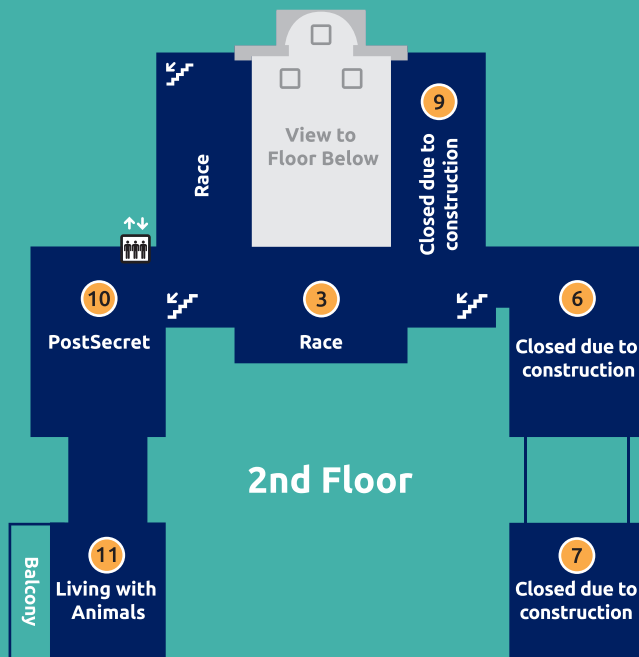 View to
Floor Below
Race
9
Closed due to
construction
10
PostSecret
3
Race
6
Closed due to
construction
2nd Floor
11
Living with
Animals
Balcony
7
Closed due to
construction